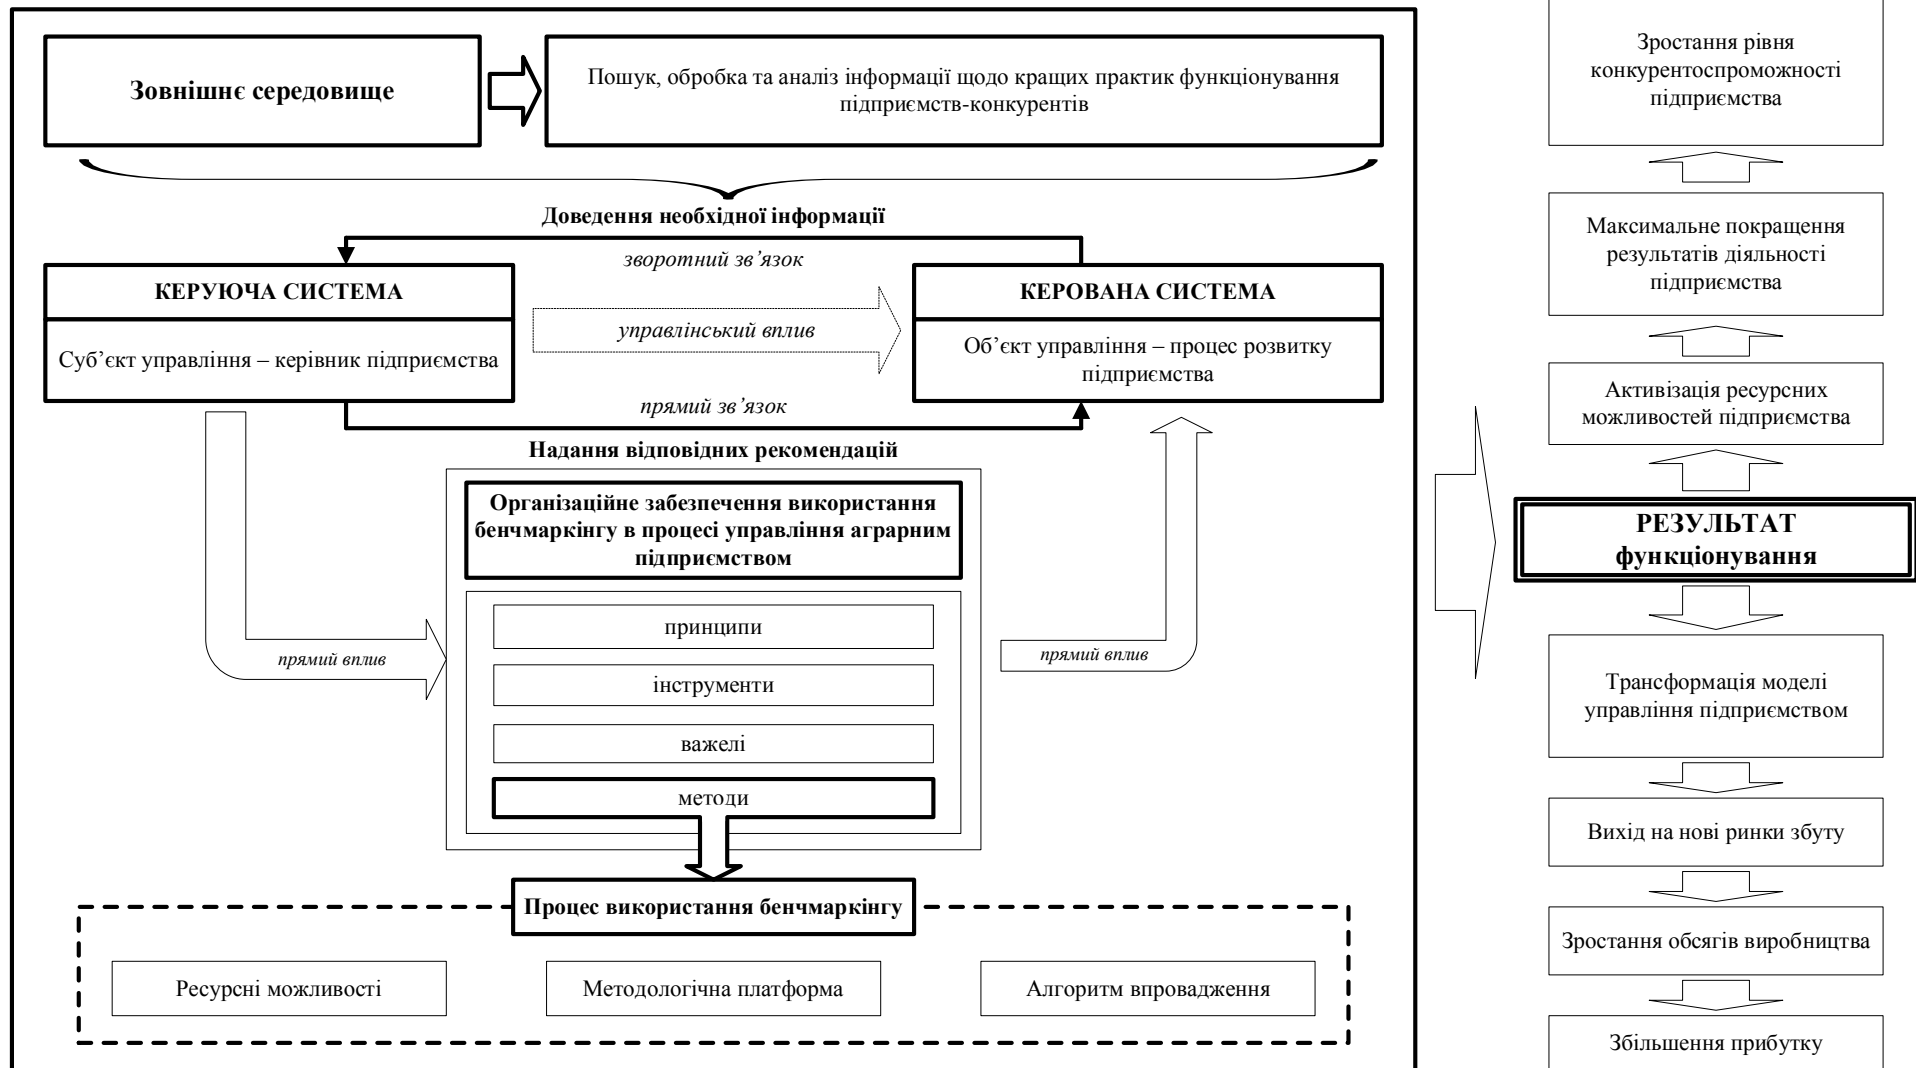 Зовнішнє середовище
Пошук, обробка та аналіз інформації щодо кращих практик функціонування
підприємств-конкурентів
Доведення необхідної інформації
зворотний зв’язок
КЕРУЮЧА СИСТЕМА
Суб’єкт управління – керівник підприємства
управлінський вплив
КЕРОВАНА СИСТЕМА
Об’єкт управління – процес розвитку
підприємства
прямий зв’язок
Надання відповідних рекомендацій
Організаційне забезпечення використання
бенчмаркінгу в процесі управління аграрним
підприємством
принципи
інструменти
важелі
методи
прямий вплив
прямий вплив
Процес використання бенчмаркінгу
Ресурсні можливості
Методологічна платформа
Алгоритм впровадження
Зростання рівня
конкурентоспроможності
підприємства
Максимальне покращення
результатів діяльності
підприємства
Активізація ресурсних
можливостей підприємства
РЕЗУЛЬТАТ
функціонування
Трансформація моделі
управління підприємством
Вихід на нові ринки збуту
Зростання обсягів виробництва
Збільшення прибутку